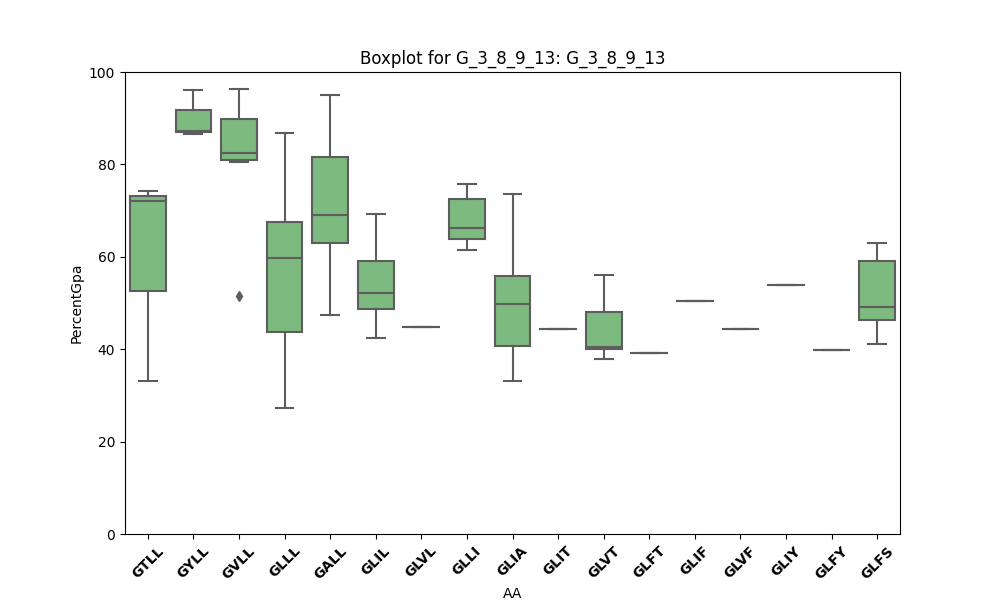 Boxplot for G_3_8_9_13: G_3_8_9_13
100
80
60
40
20
0
PercentGpa
GTLL GYLL GVLL GLLL GALL GLIL GLVL GLLI GLIA GLIT GLVT GLFT GLIF GLVF GLIY GLFY GLFS
AA